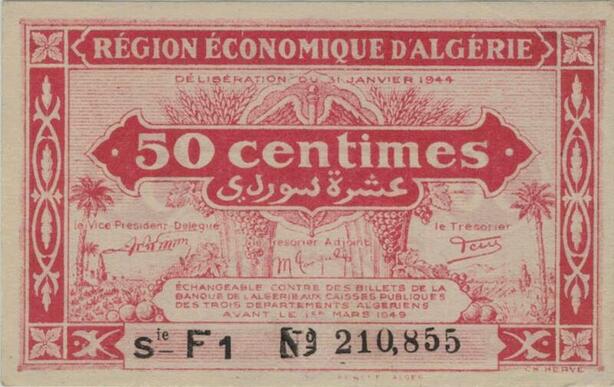 RÉGION ÉCONOMIQUE D'ALGÉRIE
DÉLIBÉRATION DU 31 JANVIER 1944
50 centimes
عشرة سوردي
le Vice Président Délégué
le Trésorier Adjoint
le Trésorier
ÉCHANGEABLE CONTRE DES BILLETS DE LA
BANQUE DE L'ALGÉRIE AUX CAISSES PUBLIQUES
DES TROIS DÉPARTEMENTS ALGÉRIENS
AVANT LE 1ER MARS 1949
Sie F1 No 210,855
CH. HERVÉ